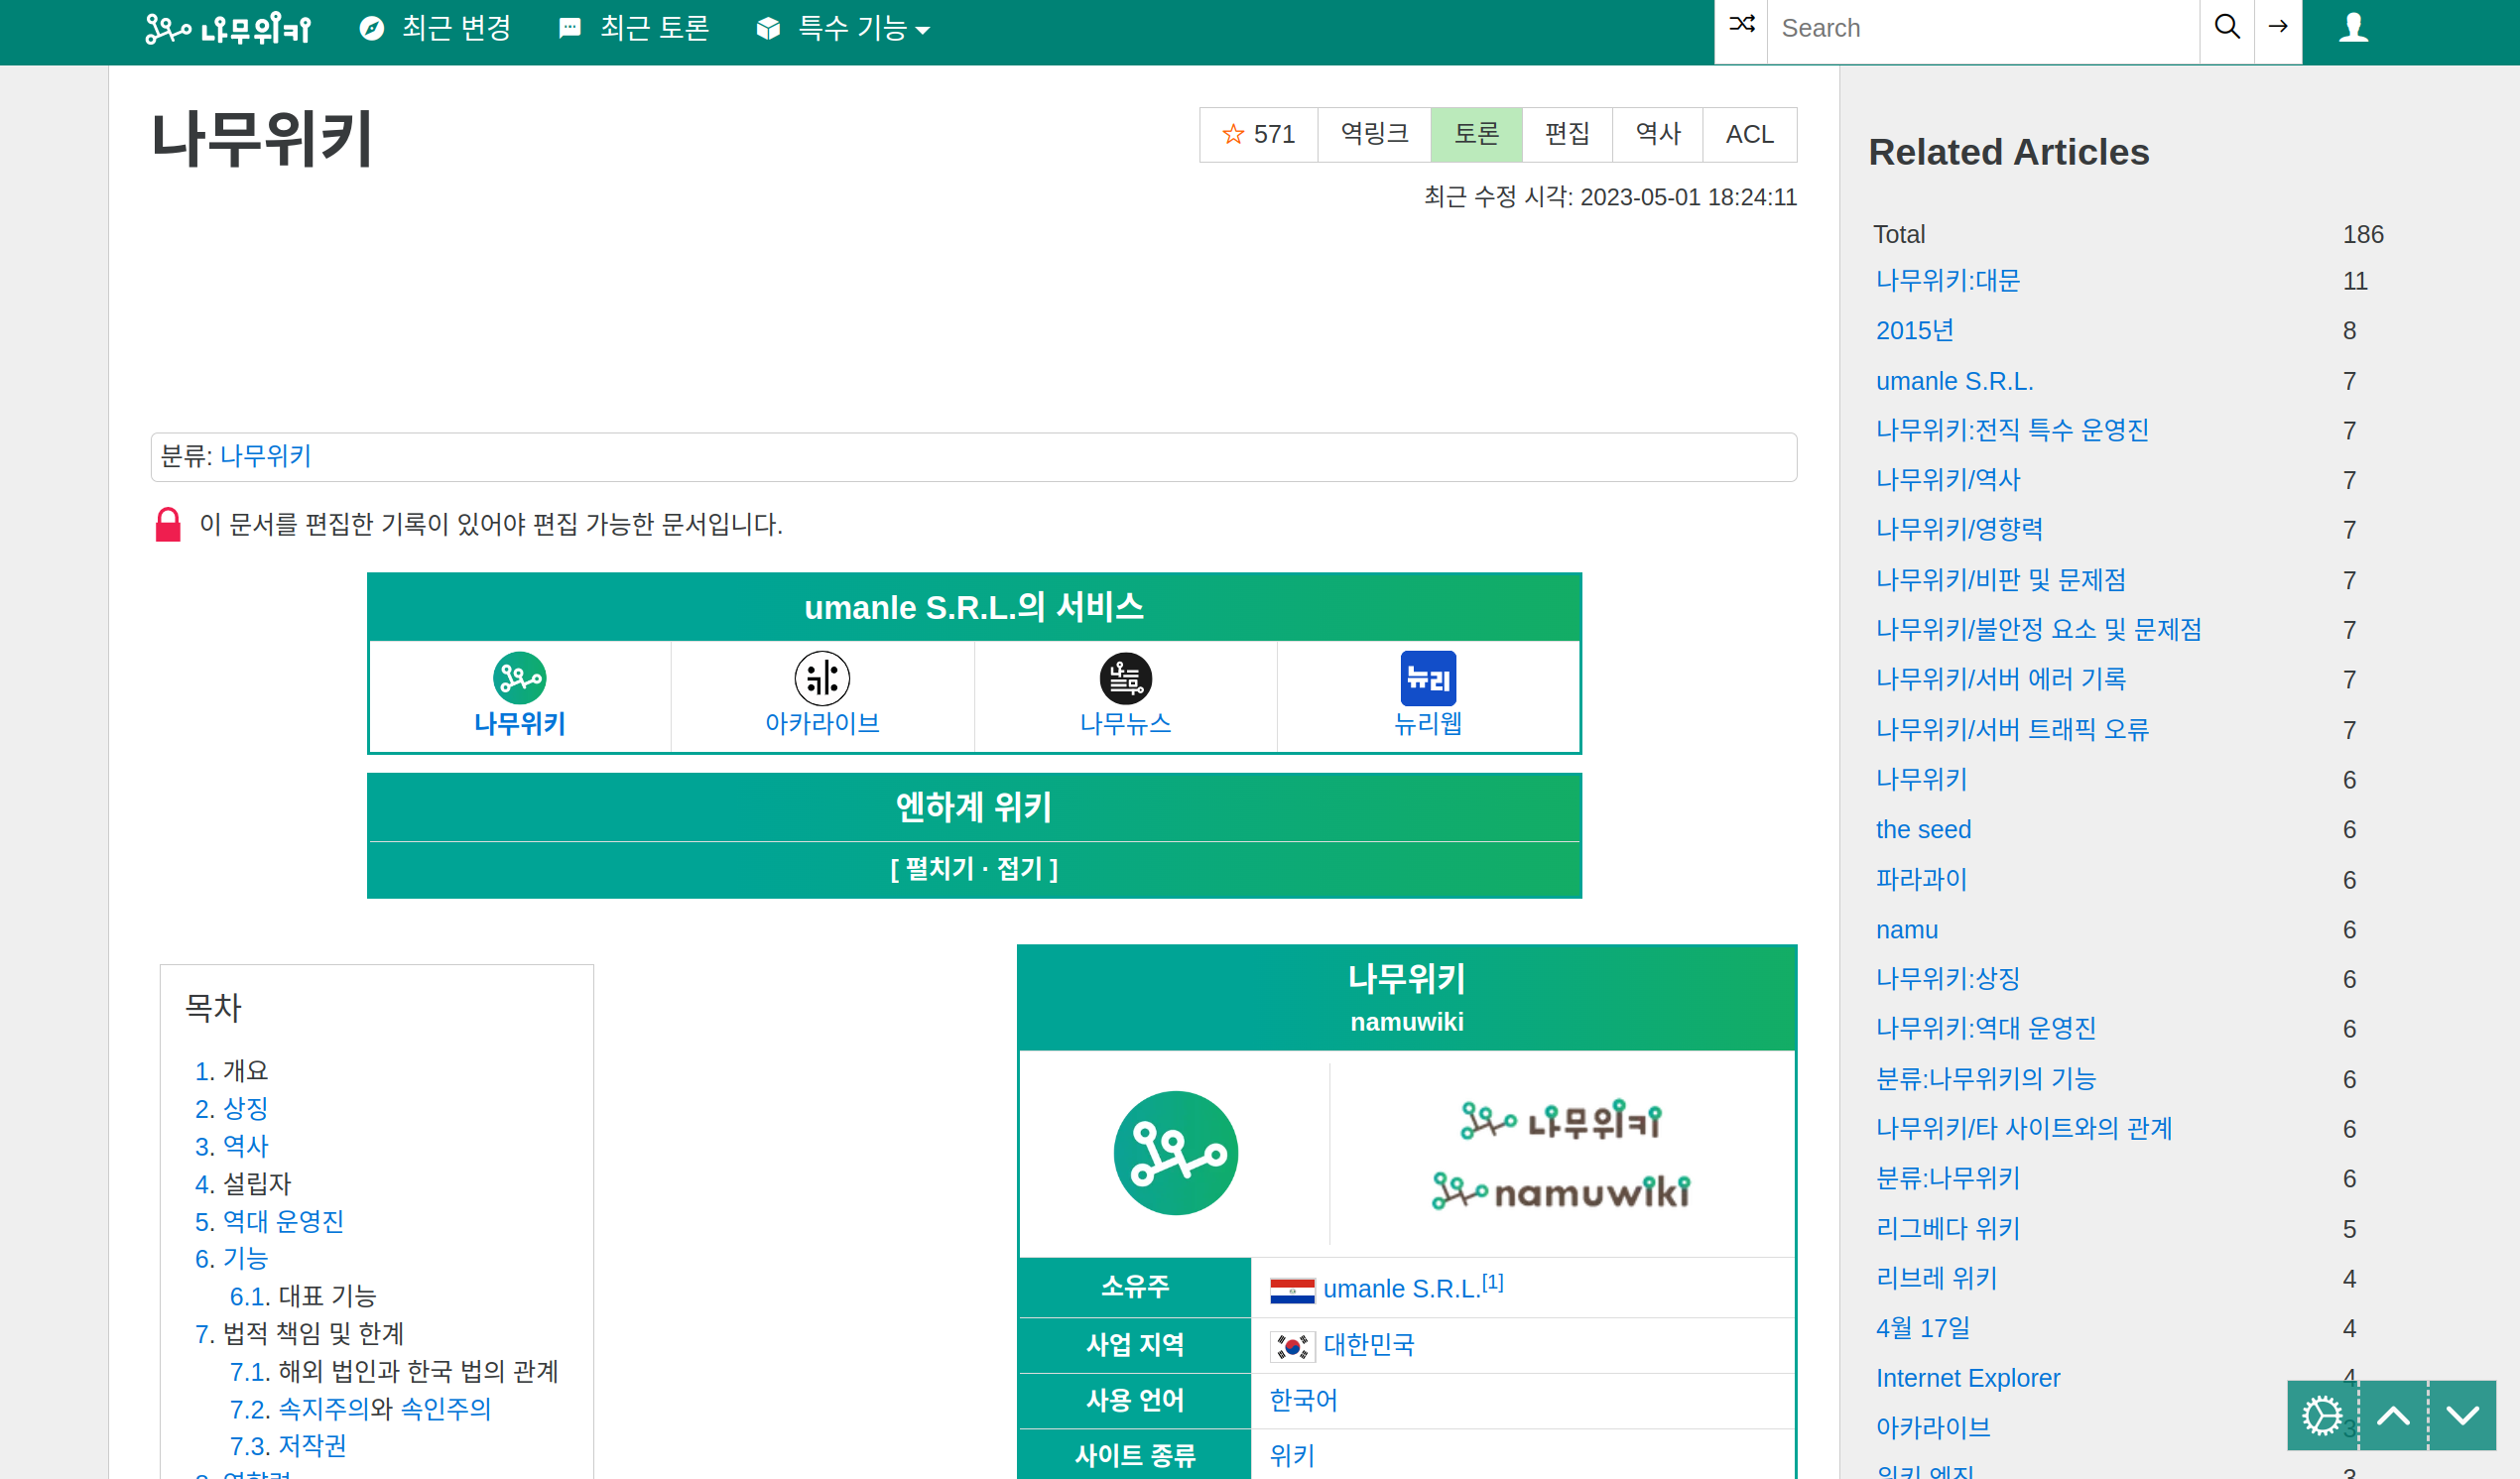 나무위키 최근 변경 최근 토론 특수 기능 Search
나무위키
571 역링크 토론 편집 역사 ACL
최근 수정 시각: 2023-05-01 18:24:11
분류: 나무위키
이 문서를 편집한 기록이 있어야 편집 가능한 문서입니다.
umanle S.R.L.의 서비스
뉴리
나무위키 아카라이브 나무뉴스 뉴리웹
엔하계 위키
[ 펼치기 · 접기 ]
목차
1. 개요
2. 상징
3. 역사
4. 설립자
5. 역대 운영진
6. 기능
6.1. 대표 기능
7. 법적 책임 및 한계
7.1. 해외 법인과 한국 법의 관계
7.2. 속지주의와 속인주의
7.3. 저작권
나무위키
namuwiki
나무위키
namuwiki
소유주 umanle S.R.L.[1]
사업 지역 대한민국
사용 언어 한국어
사이트 종류 위키
Related Articles
Total 186
나무위키:대문 11
2015년 8
umanle S.R.L. 7
나무위키:전직 특수 운영진 7
나무위키/역사 7
나무위키/영향력 7
나무위키/비판 및 문제점 7
나무위키/불안정 요소 및 문제점 7
나무위키/서버 에러 기록 7
나무위키/서버 트래픽 오류 7
나무위키 6
the seed 6
파라과이 6
namu 6
나무위키:상징 6
나무위키:역대 운영진 6
분류:나무위키의 기능 6
나무위키/타 사이트와의 관계 6
분류:나무위키 6
리그베다 위키 5
리브레 위키 4
4월 17일 4
Internet Explorer 4
아카라이브 3
위키 엔진 3